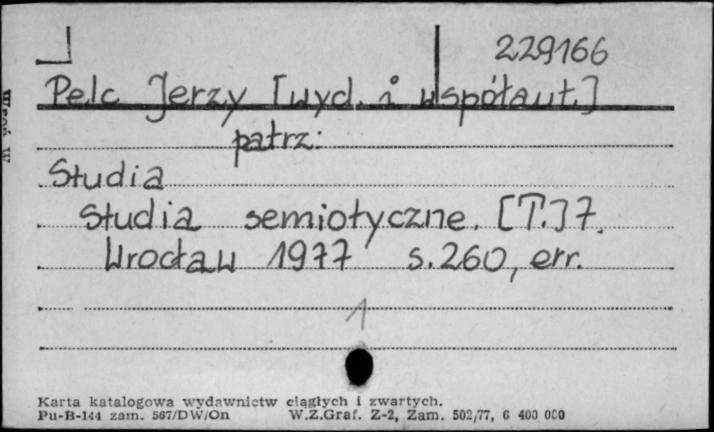 229166
Pelc Jerzy [wyd. i współaut.]
patrz:
Studia
Studia semiotyczne. [T.] 7.
Wrocław 1977 s. 260, err.
1
Karta katalogowa wydawnictw ciągłych i zwartych.
Pu-B-144 zam. 567/DW/On W.Z.Graf. Z-2, Zam. 502/77, 6 400 000